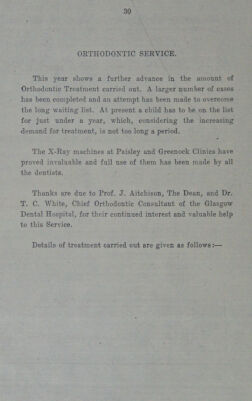 39
ORTHODONTIC SERVICE.
This year shows a further advance in the amount of
Orthodontic Treatment carried out. A larger number of cases
has been completed and an attempt has been made to overcome
the long waiting list. At present a child has to be on the list
for just under a year, which, considering the increasing
demand for treatment, is not too long a period.
The X-Ray machines at Paisley and Greenock Clinics have
proved invaluable and full use of them has been made by all
the dentists.
Thanks are due to Prof. J. Aitchison, The Dean, and Dr.
T. C. White, Chief Orthodontic Consultant of the Glasgow
Dental Hospital, for their continued interest and valuable help
to this Service.
Details of treatment carried out are given as follows:—